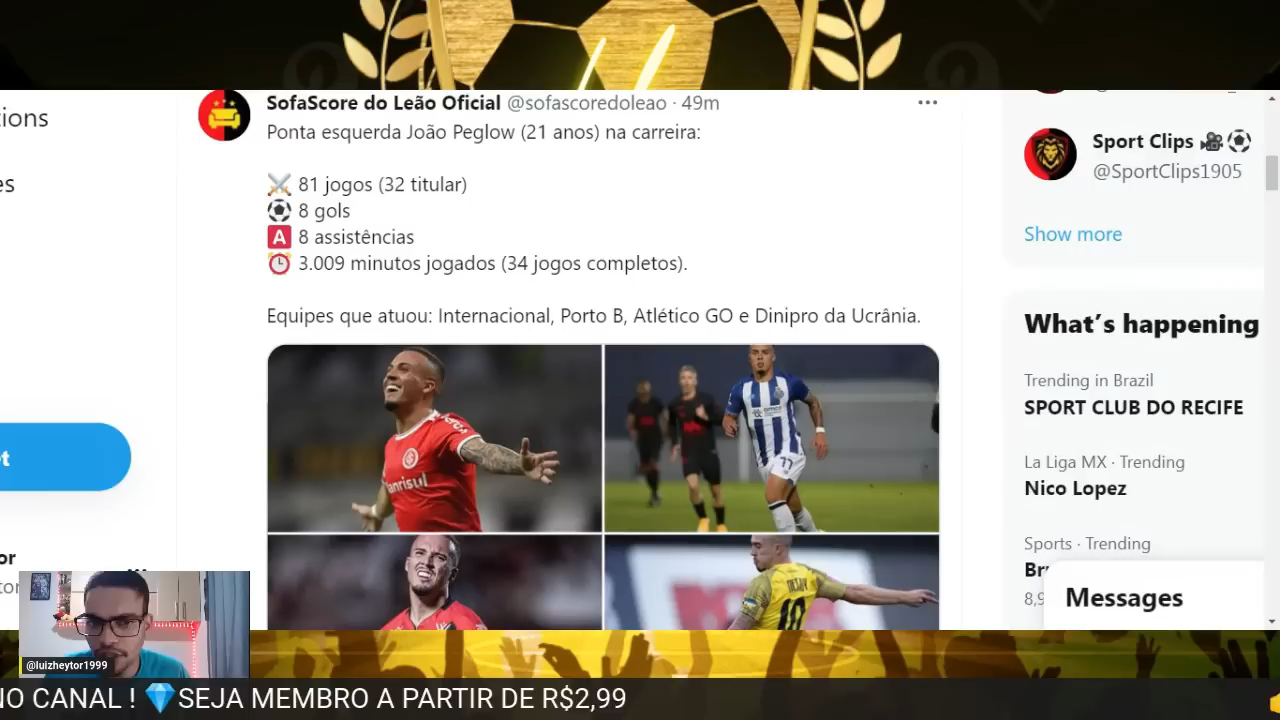 SofaScore do Leão Oficial @sofascoredoleao · 49m
Ponta esquerda João Peglow (21 anos) na carreira:
81 jogos (32 titular)
8 gols
A 8 assistências
3.009 minutos jogados (34 jogos completos).
Equipes que atuou: Internacional, Porto B, Atlético GO e Dinipro da Ucrânia.
Sport Clips
@SportClips1905
Show more
What's happening
Trending in Brazil
SPORT CLUB DO RECIFE
La Liga MX · Trending
Nico Lopez
Sports · Trending
8,9
Messages
@luizheytor1999
NO CANAL ! 💎SEJA MEMBRO A PARTIR DE R$2,99